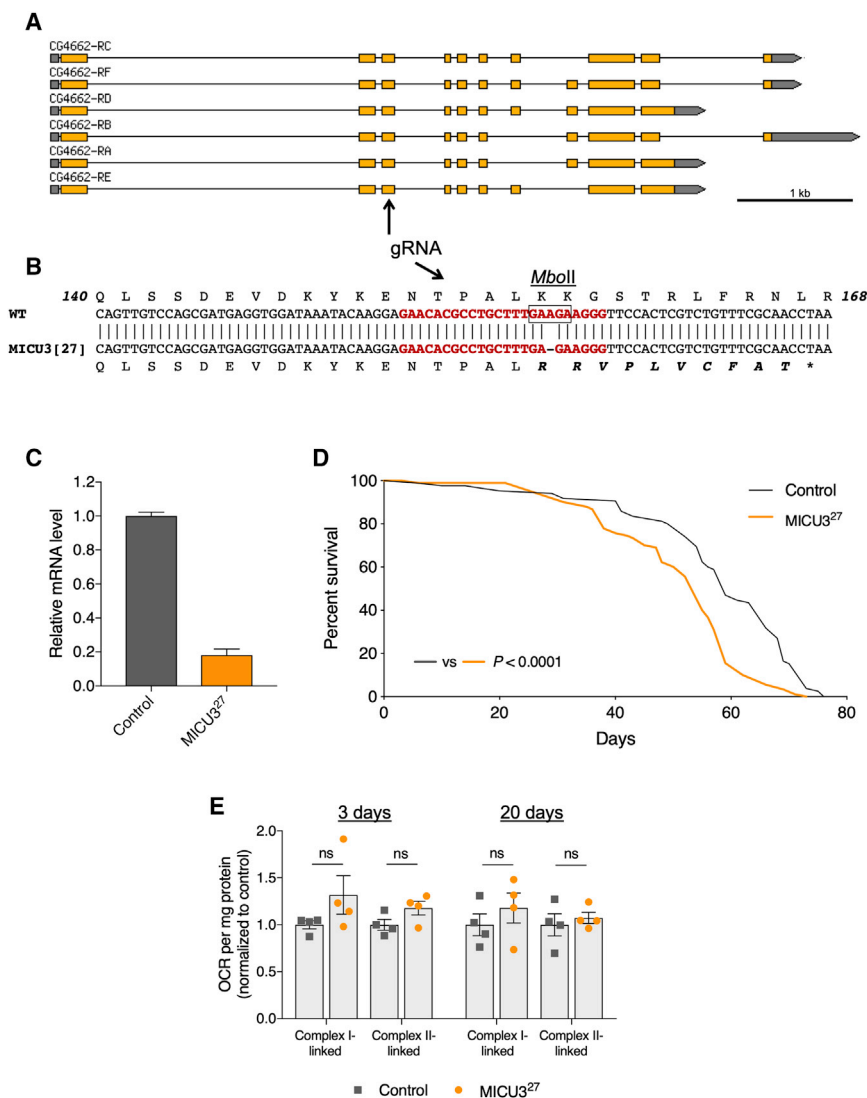 A
CG4662-RC
CG4662-RF
CG4662-RD
CG4662-RB
CG4662-RA
CG4662-RE
1 kb
gRNA
B
MboII
140 Q L S S D E V D K Y K E N T P A L K K G S T R L F R N L R 168
WT CAGTTGTCCAGCGATGAGGTGGATAAATACAAGGAGAACACGCCTGCTTTGAAGAAGGGTTCCACTCGTCTGTTTCGCAACCTAA
MICU3[27] CAGTTGTCCAGCGATGAGGTGGATAAATACAAGGAGAACACGCCTGCTTTGA-GAAGGGTTCCACTCGTCTGTTTCGCAACCTAA
Q L S S D E V D K Y K E N T P A L R R V P L V C F A T *
C
Relative mRNA level
1.2
1.0
0.8
0.6
0.4
0.2
0.0
Control
MICU3²⁷
D
Percent survival
100
80
60
40
20
0
Control
MICU3²⁷
vs P < 0.0001
0 20 40 60 80
Days
E
3 days 20 days
OCR per mg protein
(normalized to control)
2.0
1.5
1.0
0.5
0.0
ns ns ns ns
Complex I-linked Complex II-linked Complex I-linked Complex II-linked
Control MICU3²⁷